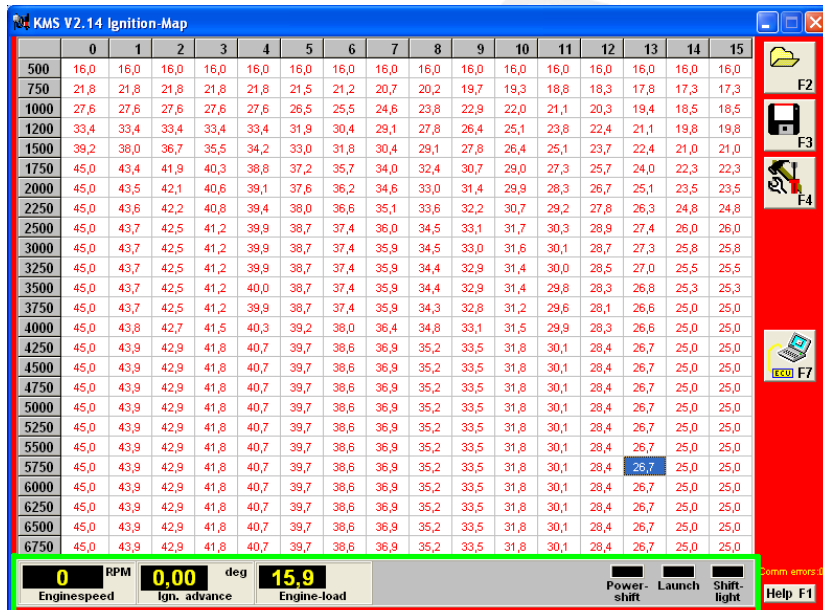 KMS V2.14 Ignition-Map
0 1 2 3 4 5 6 7 8 9 10 11 12 13 14 15
500 16,0 16,0 16,0 16,0 16,0 16,0 16,0 16,0 16,0 16,0 16,0 16,0 16,0 16,0 16,0 16,0
750 21,8 21,8 21,8 21,8 21,8 21,5 21,2 20,7 20,2 19,7 19,3 18,8 18,3 17,8 17,3 17,3
1000 27,6 27,6 27,6 27,6 27,6 26,5 25,5 24,6 23,8 22,9 22,0 21,1 20,3 19,4 18,5 18,5
1200 33,4 33,4 33,4 33,4 33,4 31,9 30,4 29,1 27,8 26,4 25,1 23,8 22,4 21,1 19,8 19,8
1500 39,2 38,0 36,7 35,5 34,2 33,0 31,8 30,4 29,1 27,8 26,4 25,1 23,7 22,4 21,0 21,0
1750 45,0 43,4 41,9 40,3 38,8 37,2 35,7 34,0 32,4 30,7 29,0 27,3 25,7 24,0 22,3 22,3
2000 45,0 43,5 42,1 40,6 39,1 37,6 36,2 34,6 33,0 31,4 29,9 28,3 26,7 25,1 23,5 23,5
2250 45,0 43,6 42,2 40,8 39,4 38,0 36,6 35,1 33,6 32,2 30,7 29,2 27,8 26,3 24,8 24,8
2500 45,0 43,7 42,5 41,2 39,9 38,7 37,4 36,0 34,5 33,1 31,7 30,3 28,9 27,4 26,0 26,0
3000 45,0 43,7 42,5 41,2 39,9 38,7 37,4 35,9 34,5 33,0 31,6 30,1 28,7 27,3 25,8 25,8
3250 45,0 43,7 42,5 41,2 39,9 38,7 37,4 35,9 34,4 32,9 31,4 30,0 28,5 27,0 25,5 25,5
3500 45,0 43,7 42,5 41,2 40,0 38,7 37,4 35,9 34,4 32,9 31,4 29,8 28,3 26,8 25,3 25,3
3750 45,0 43,7 42,5 41,2 39,9 38,7 37,4 35,9 34,3 32,8 31,2 29,6 28,1 26,6 25,0 25,0
4000 45,0 43,8 42,7 41,5 40,3 39,2 38,0 36,4 34,8 33,1 31,5 29,9 28,3 26,6 25,0 25,0
4250 45,0 43,9 42,9 41,8 40,7 39,7 38,6 36,9 35,2 33,5 31,8 30,1 28,4 26,7 25,0 25,0
4500 45,0 43,9 42,9 41,8 40,7 39,7 38,6 36,9 35,2 33,5 31,8 30,1 28,4 26,7 25,0 25,0
4750 45,0 43,9 42,9 41,8 40,7 39,7 38,6 36,9 35,2 33,5 31,8 30,1 28,4 26,7 25,0 25,0
5000 45,0 43,9 42,9 41,8 40,7 39,7 38,6 36,9 35,2 33,5 31,8 30,1 28,4 26,7 25,0 25,0
5250 45,0 43,9 42,9 41,8 40,7 39,7 38,6 36,9 35,2 33,5 31,8 30,1 28,4 26,7 25,0 25,0
5500 45,0 43,9 42,9 41,8 40,7 39,7 38,6 36,9 35,2 33,5 31,8 30,1 28,4 26,7 25,0 25,0
5750 45,0 43,9 42,9 41,8 40,7 39,7 38,6 36,9 35,2 33,5 31,8 30,1 28,4 26,7 25,0 25,0
6000 45,0 43,9 42,9 41,8 40,7 39,7 38,6 36,9 35,2 33,5 31,8 30,1 28,4 26,7 25,0 25,0
6250 45,0 43,9 42,9 41,8 40,7 39,7 38,6 36,9 35,2 33,5 31,8 30,1 28,4 26,7 25,0 25,0
6500 45,0 43,9 42,9 41,8 40,7 39,7 38,6 36,9 35,2 33,5 31,8 30,1 28,4 26,7 25,0 25,0
6750 45,0 43,9 42,9 41,8 40,7 39,7 38,6 36,9 35,2 33,5 31,8 30,1 28,4 26,7 25,0 25,0
F2
F3
F4
ECU F7
0 RPM
Enginespeed
0,00 deg
Ign. advance
15,9
Engine-load
Power-
shift
Launch
Shift-
light
Comm errors:0
Help F1